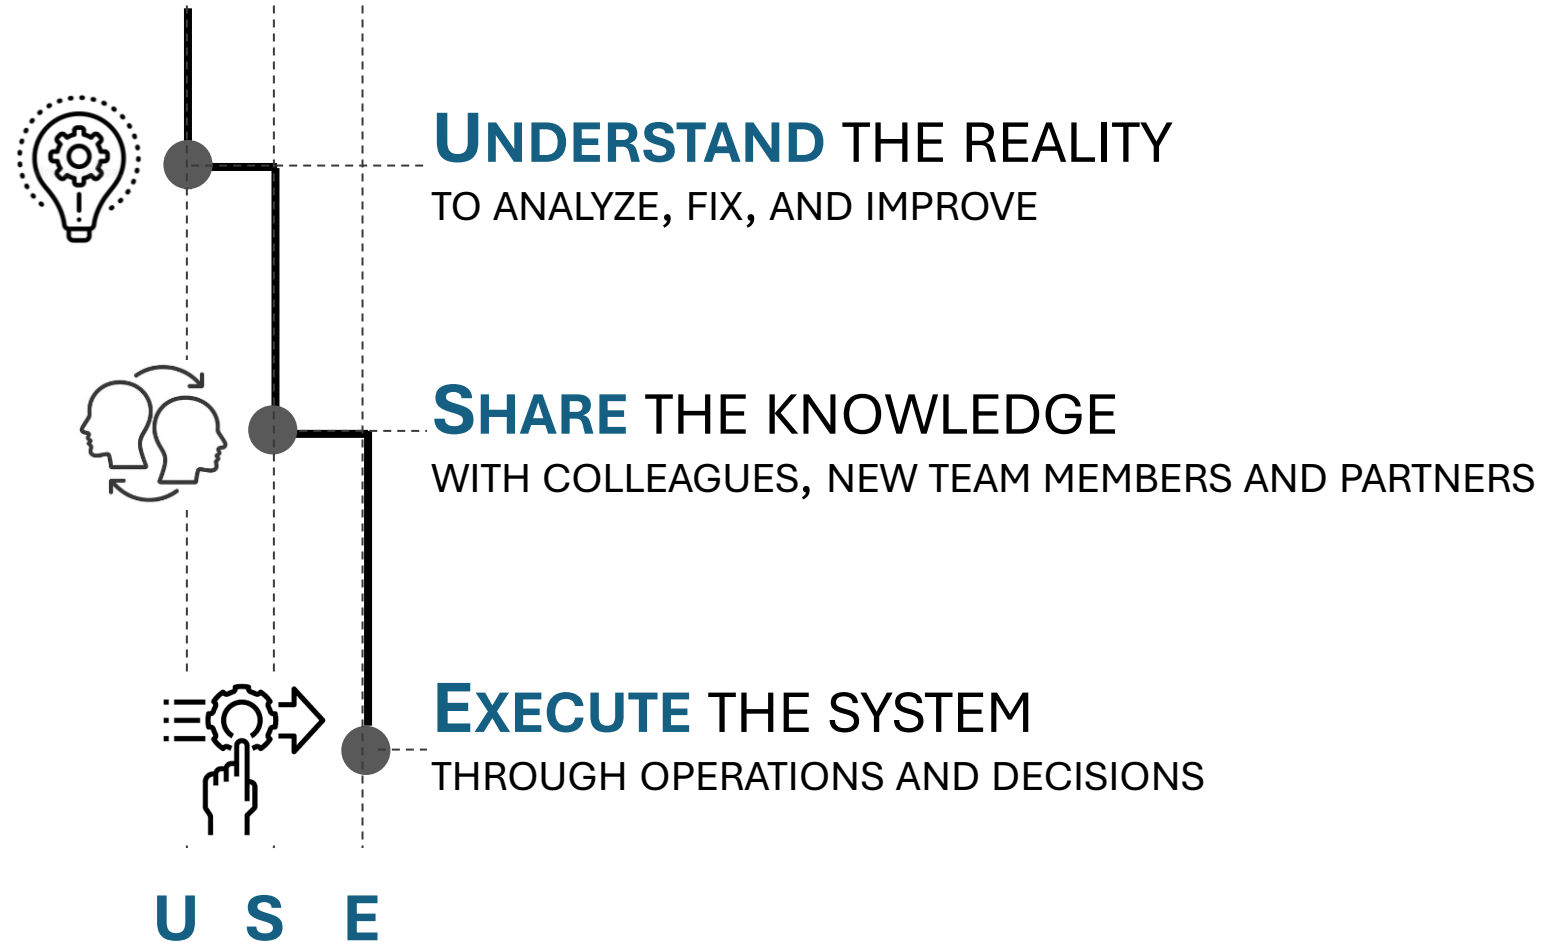 UNDERSTAND THE REALITY
TO ANALYZE, FIX, AND IMPROVE
SHARE THE KNOWLEDGE
WITH COLLEAGUES, NEW TEAM MEMBERS AND PARTNERS
EXECUTE THE SYSTEM
THROUGH OPERATIONS AND DECISIONS
U S E